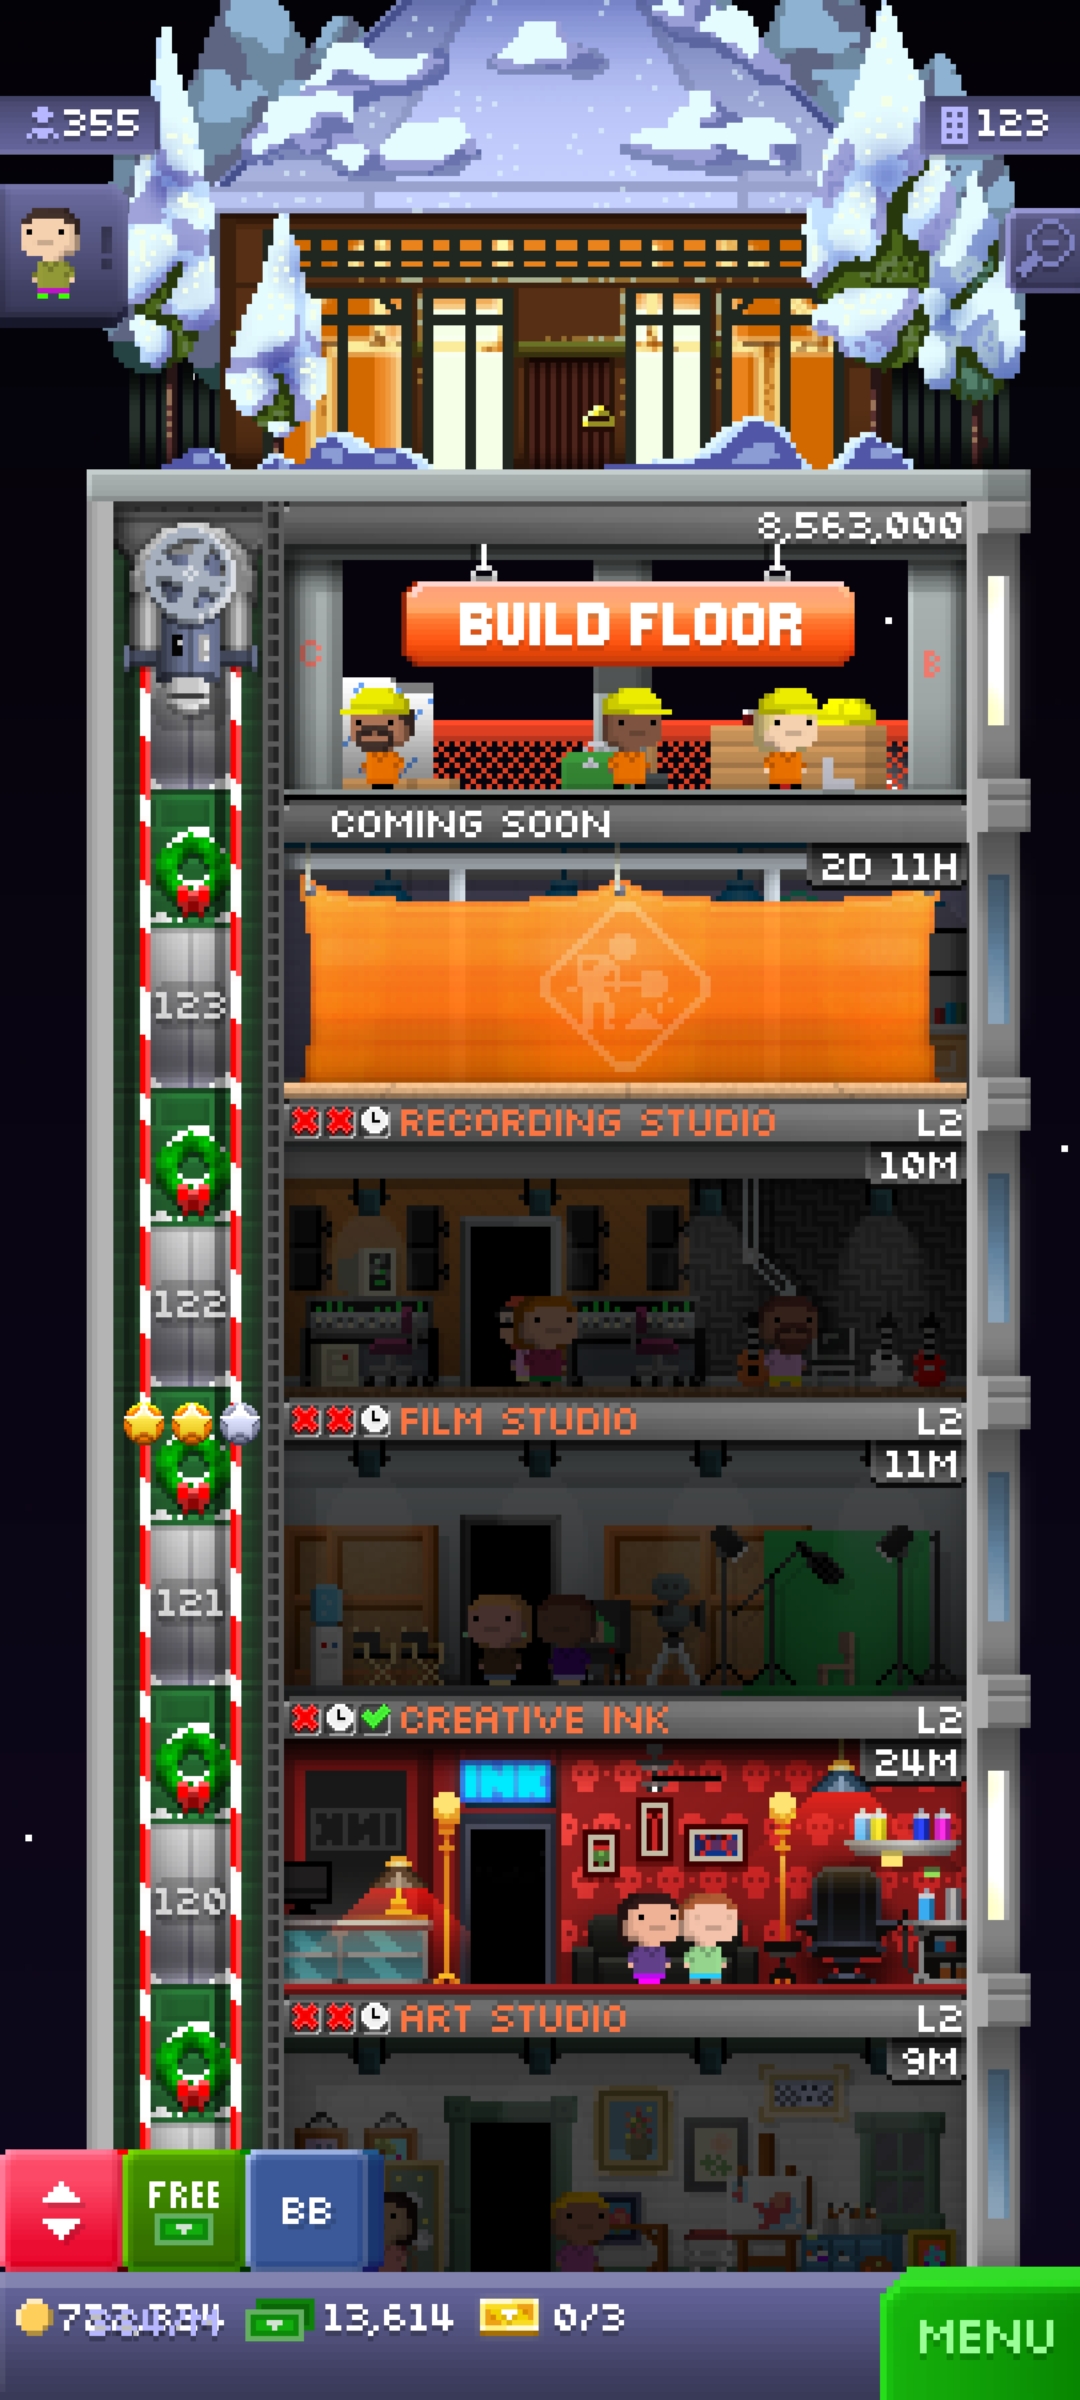 355
123
!
8,563,000
BUILD FLOOR
C
B
COMING SOON
2D 11H
123
RECORDING STUDIO
L2
10M
122
FILM STUDIO
L2
11M
121
CREATIVE INK
L2
24M
INK
120
ART STUDIO
L2
9M
FREE
BB
13,614
0/3
MENU